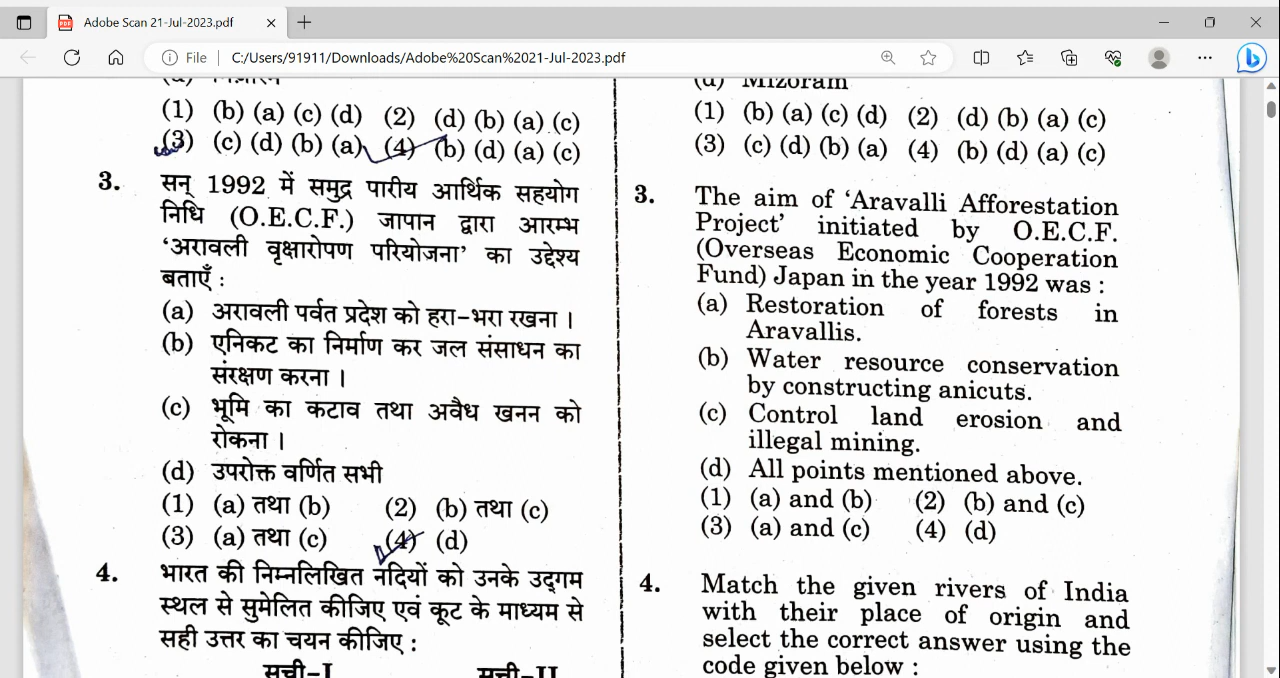 Adobe Scan 21-Jul-2023.pdf
File | C:/Users/91911/Downloads/Adobe%20Scan%2021-Jul-2023.pdf
(1) (b) (a) (c) (d) (2) (d) (b) (a) (c)
(3) (c) (d) (b) (a) (4) (b) (d) (a) (c)
3. सन् 1992 में समुद्र पारीय आर्थिक सहयोग
निधि (O.E.C.F.) जापान द्वारा आरम्भ
‘अरावली वृक्षारोपण परियोजना’ का उद्देश्य
बताएँ :
(a) अरावली पर्वत प्रदेश को हरा-भरा रखना ।
(b) एनिकट का निर्माण कर जल संसाधन का
संरक्षण करना ।
(c) भूमि का कटाव तथा अवैध खनन को
रोकना ।
(d) उपरोक्त वर्णित सभी
(1) (a) तथा (b) (2) (b) तथा (c)
(3) (a) तथा (c) (4) (d)
4. भारत की निम्नलिखित नदियों को उनके उद्गम
स्थल से सुमेलित कीजिए एवं कूट के माध्यम से
सही उत्तर का चयन कीजिए :
सूची-I सूची-II
(d) Mizoram
(1) (b) (a) (c) (d) (2) (d) (b) (a) (c)
(3) (c) (d) (b) (a) (4) (b) (d) (a) (c)
3. The aim of ‘Aravalli Afforestation
Project’ initiated by O.E.C.F.
(Overseas Economic Cooperation
Fund) Japan in the year 1992 was :
(a) Restoration of forests in
Aravallis.
(b) Water resource conservation
by constructing anicuts.
(c) Control land erosion and
illegal mining.
(d) All points mentioned above.
(1) (a) and (b) (2) (b) and (c)
(3) (a) and (c) (4) (d)
4. Match the given rivers of India
with their place of origin and
select the correct answer using the
code given below :